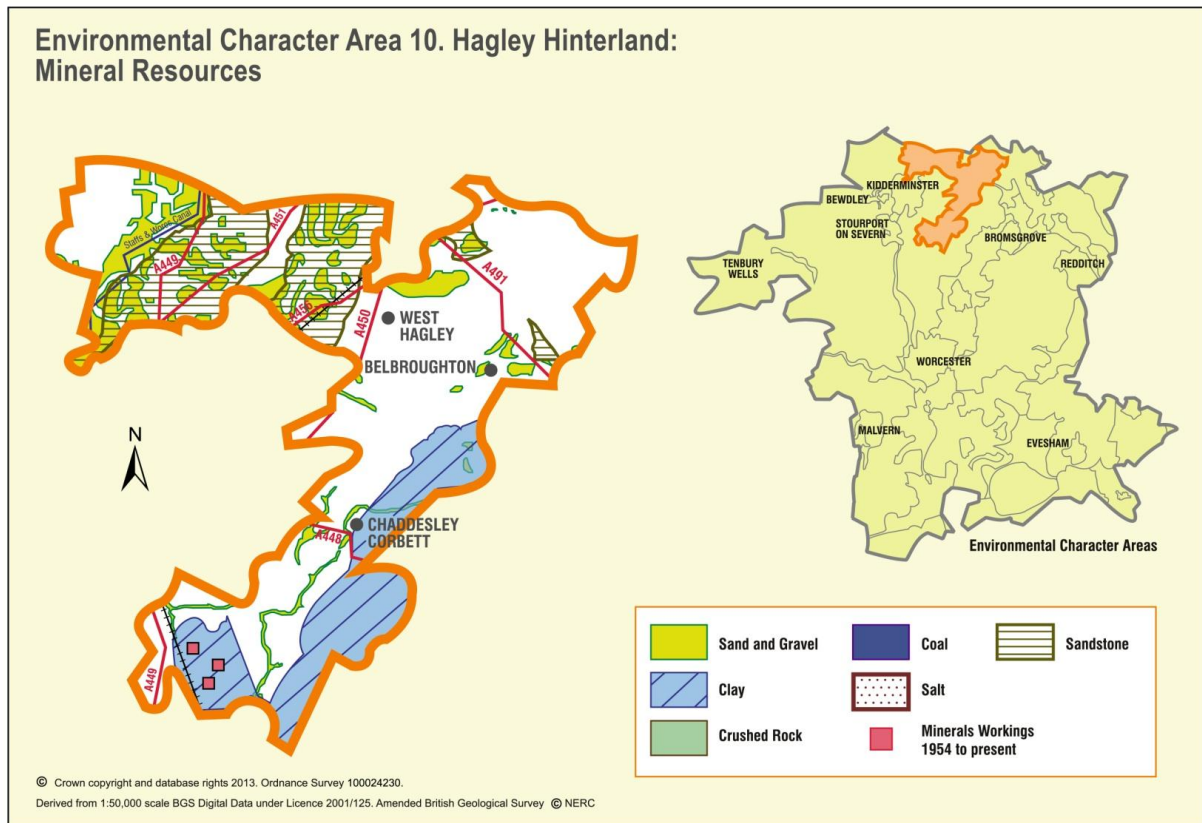 Environmental Character Area 10. Hagley Hinterland:
Mineral Resources
Staffs & Worcs Canal
A449
A451
A456
A450
A491
WEST
HAGLEY
BELBROUGHTON
N
CHADDESLEY
CORBETT
A448
A449
KIDDERMINSTER
BEWDLEY
STOURPORT
ON SEVERN
BROMSGROVE
TENBURY
WELLS
REDDITCH
WORCESTER
MALVERN
EVESHAM
Environmental Character Areas
Sand and Gravel
Coal
Sandstone
Clay
Salt
Crushed Rock
Minerals Workings
1954 to present
© Crown copyright and database rights 2013. Ordnance Survey 100024230.
Derived from 1:50,000 scale BGS Digital Data under Licence 2001/125. Amended British Geological Survey © NERC